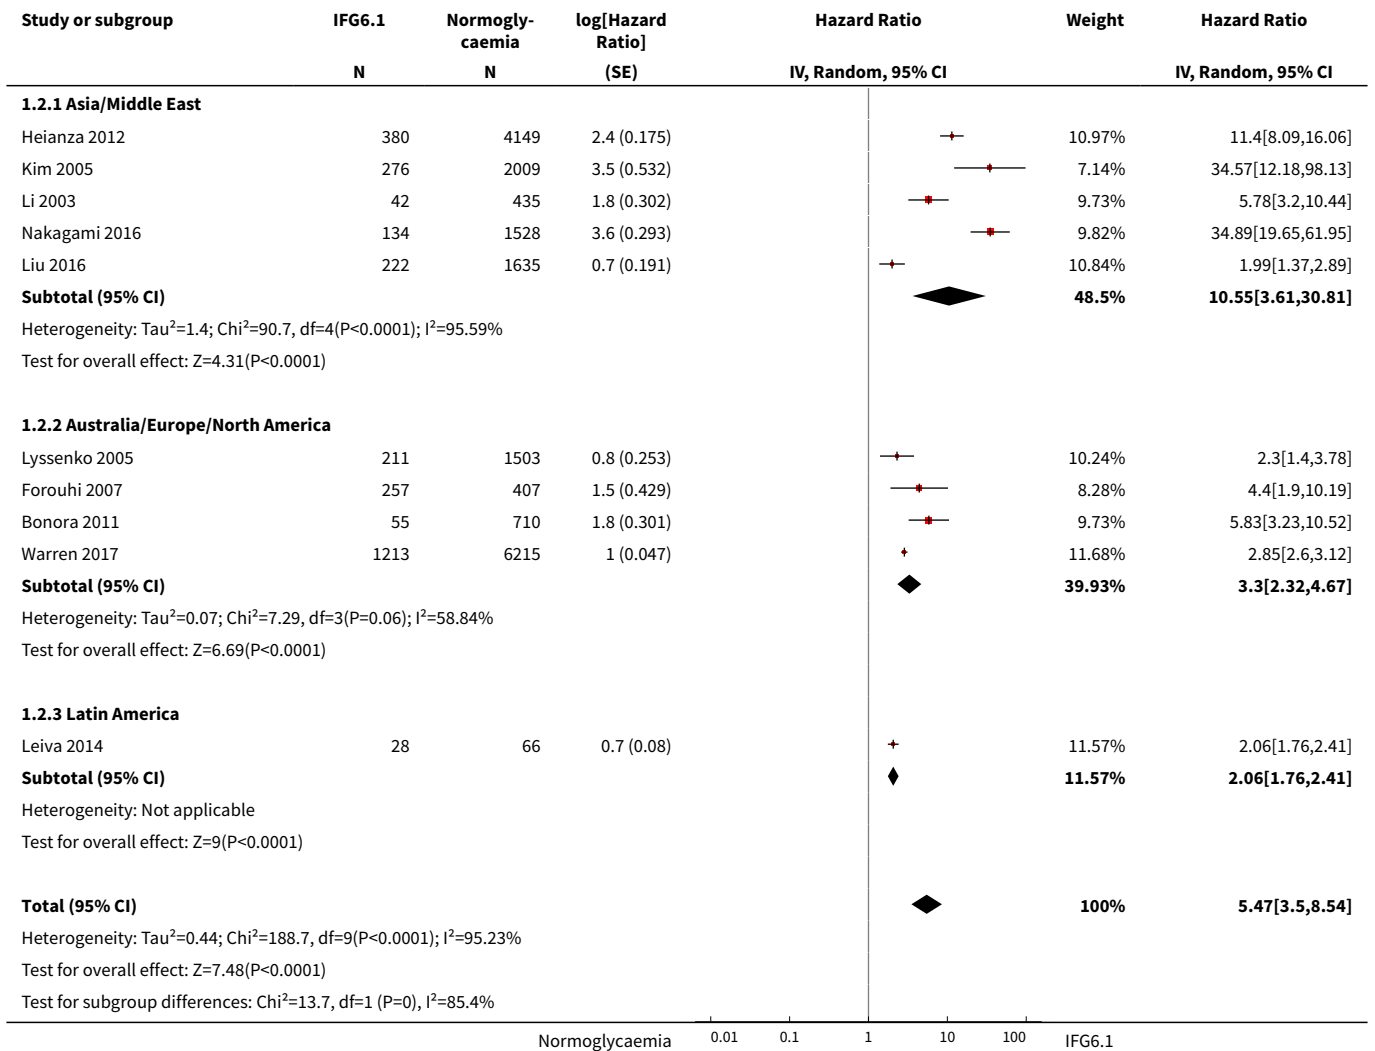 Study or subgroup IFG6.1 Normogly- log[Hazard Hazard Ratio Weight Hazard Ratio
caemia Ratio]
N N (SE) IV, Random, 95% CI IV, Random, 95% CI
1.2.1 Asia/Middle East
Heianza 2012 380 4149 2.4 (0.175) 10.97% 11.4[8.09,16.06]
Kim 2005 276 2009 3.5 (0.532) 7.14% 34.57[12.18,98.13]
Li 2003 42 435 1.8 (0.302) 9.73% 5.78[3.2,10.44]
Nakagami 2016 134 1528 3.6 (0.293) 9.82% 34.89[19.65,61.95]
Liu 2016 222 1635 0.7 (0.191) 10.84% 1.99[1.37,2.89]
Subtotal (95% CI) 48.5% 10.55[3.61,30.81]
Heterogeneity: Tau²=1.4; Chi²=90.7, df=4(P<0.0001); I²=95.59%
Test for overall effect: Z=4.31(P<0.0001)
1.2.2 Australia/Europe/North America
Lyssenko 2005 211 1503 0.8 (0.253) 10.24% 2.3[1.4,3.78]
Forouhi 2007 257 407 1.5 (0.429) 8.28% 4.4[1.9,10.19]
Bonora 2011 55 710 1.8 (0.301) 9.73% 5.83[3.23,10.52]
Warren 2017 1213 6215 1 (0.047) 11.68% 2.85[2.6,3.12]
Subtotal (95% CI) 39.93% 3.3[2.32,4.67]
Heterogeneity: Tau²=0.07; Chi²=7.29, df=3(P=0.06); I²=58.84%
Test for overall effect: Z=6.69(P<0.0001)
1.2.3 Latin America
Leiva 2014 28 66 0.7 (0.08) 11.57% 2.06[1.76,2.41]
Subtotal (95% CI) 11.57% 2.06[1.76,2.41]
Heterogeneity: Not applicable
Test for overall effect: Z=9(P<0.0001)
Total (95% CI) 100% 5.47[3.5,8.54]
Heterogeneity: Tau²=0.44; Chi²=188.7, df=9(P<0.0001); I²=95.23%
Test for overall effect: Z=7.48(P<0.0001)
Test for subgroup differences: Chi²=13.7, df=1 (P=0), I²=85.4%
Normoglycaemia 0.01 0.1 1 10 100 IFG6.1